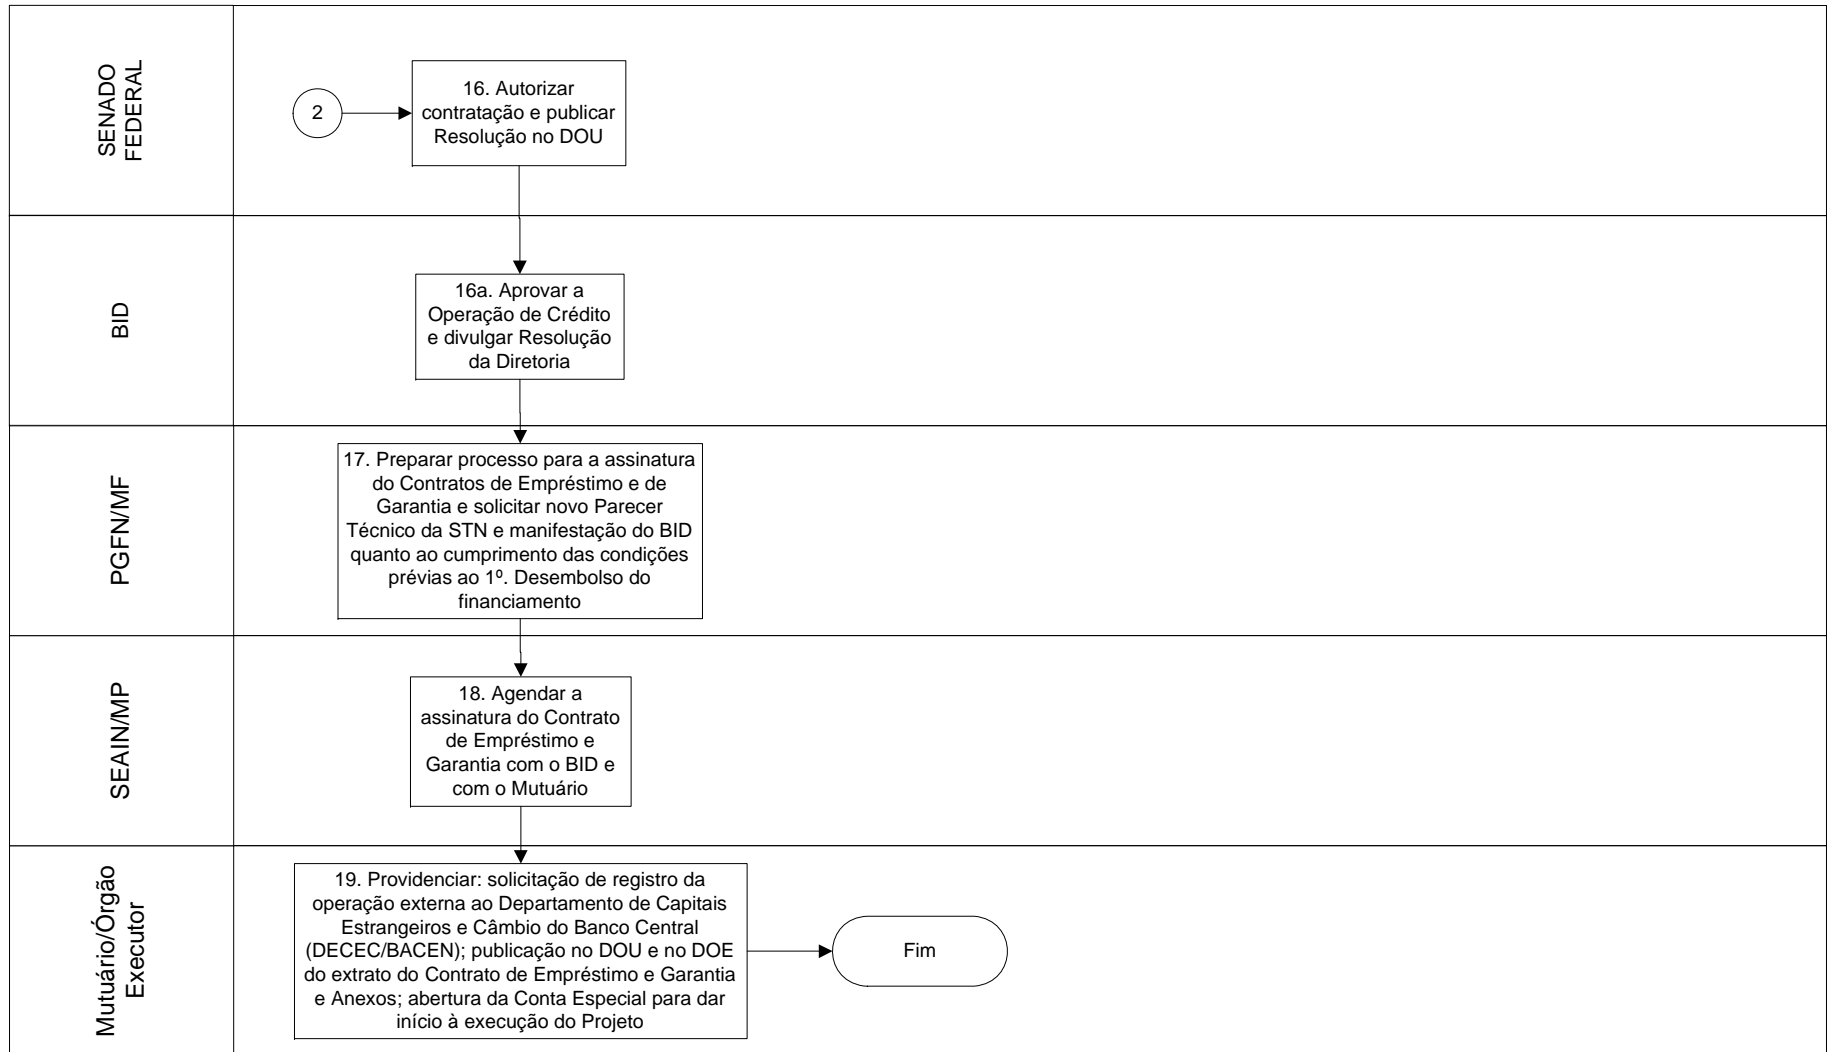 SENADO
FEDERAL
2
16. Autorizar
contratação e publicar
Resolução no DOU
BID
16a. Aprovar a
Operação de Crédito
e divulgar Resolução
da Diretoria
PGFN/MF
17. Preparar processo para a assinatura
do Contratos de Empréstimo e de
Garantia e solicitar novo Parecer
Técnico da STN e manifestação do BID
quanto ao cumprimento das condições
prévias ao 1º. Desembolso do
financiamento
SEAIN/MP
18. Agendar a
assinatura do Contrato
de Empréstimo e
Garantia com o BID e
com o Mutuário
Mutuário/Órgão
Executor
19. Providenciar: solicitação de registro da
operação externa ao Departamento de Capitais
Estrangeiros e Câmbio do Banco Central
(DECEC/BACEN); publicação no DOU e no DOE
do extrato do Contrato de Empréstimo e Garantia
e Anexos; abertura da Conta Especial para dar
início à execução do Projeto
Fim